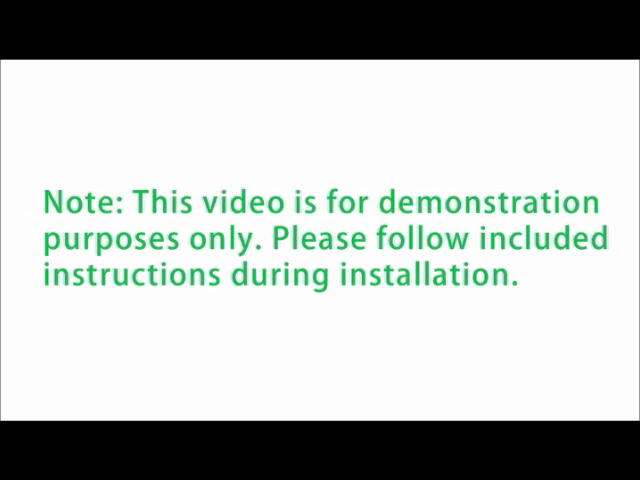 Note: This video is for demonstration
purposes only. Please follow included
instructions during installation.